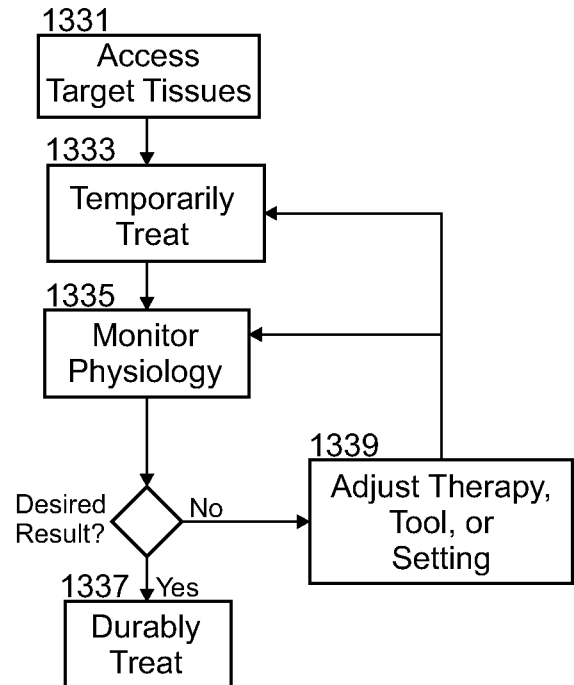 1331
Access
Target Tissues
1333
Temporarily
Treat
1335
Monitor
Physiology
Desired
Result?
No
1339
Adjust Therapy,
Tool, or
Setting
1337
Yes
Durably
Treat